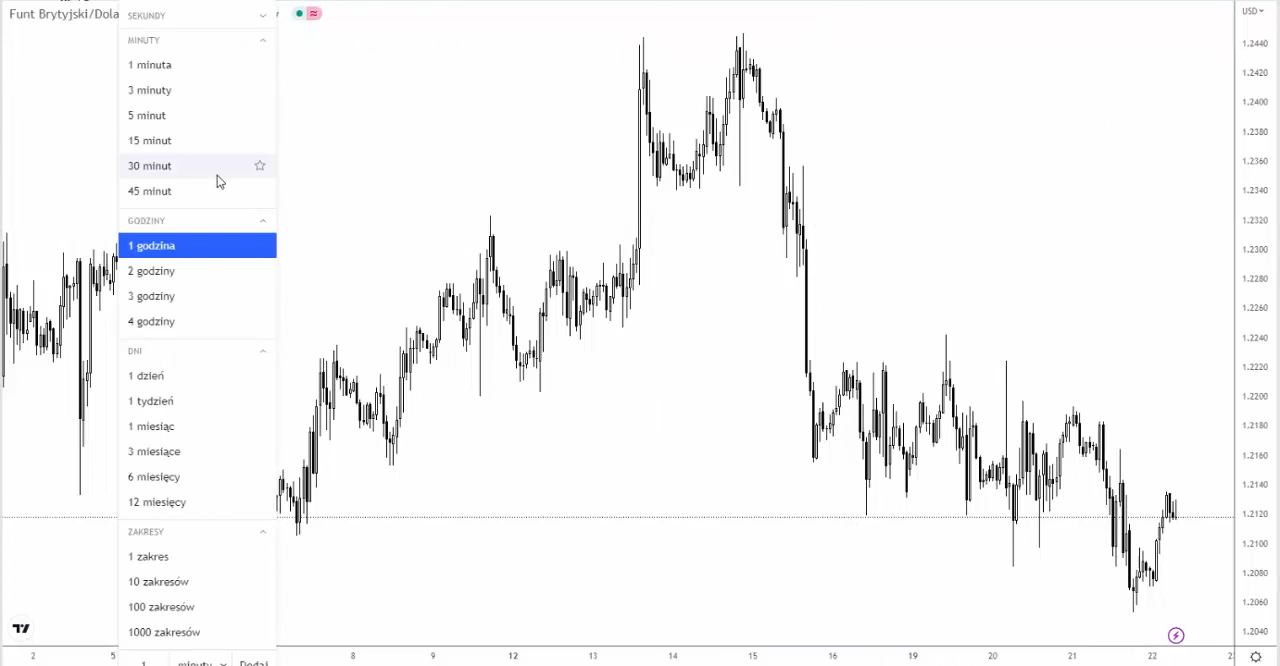 Funt Brytyjski/Dola
SEKUNDY
MINUTY
1 minuta
3 minuty
5 minut
15 minut
30 minut
45 minut
GODZINY
1 godzina
2 godziny
3 godziny
4 godziny
DNI
1 dzień
1 tydzień
1 miesiąc
3 miesiące
6 miesięcy
12 miesięcy
ZAKRESY
1 zakres
10 zakresów
100 zakresów
1000 zakresów
1 minuty Dodaj
USD
1.2440
1.2420
1.2400
1.2380
1.2360
1.2340
1.2320
1.2300
1.2280
1.2260
1.2240
1.2220
1.2200
1.2180
1.2160
1.2140
1.2120
1.2100
1.2080
1.2060
1.2040
2 5 8 9 12 13 14 15 16 19 20 21 22